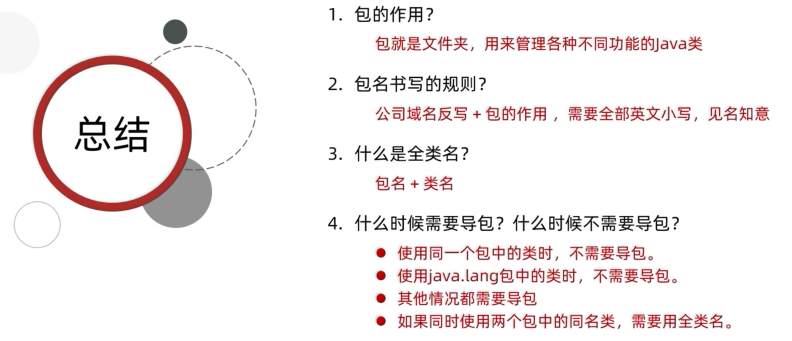 总结
1. 包的作用？
包就是文件夹，用来管理各种不同功能的Java类
2. 包名书写的规则？
公司域名反写 + 包的作用 ，需要全部英文小写，见名知意
3. 什么是全类名？
包名 + 类名
4. 什么时候需要导包？什么时候不需要导包？
● 使用同一个包中的类时，不需要导包。
● 使用java.lang包中的类时，不需要导包。
● 其他情况都需要导包
● 如果同时使用两个包中的同名类，需要用全类名。